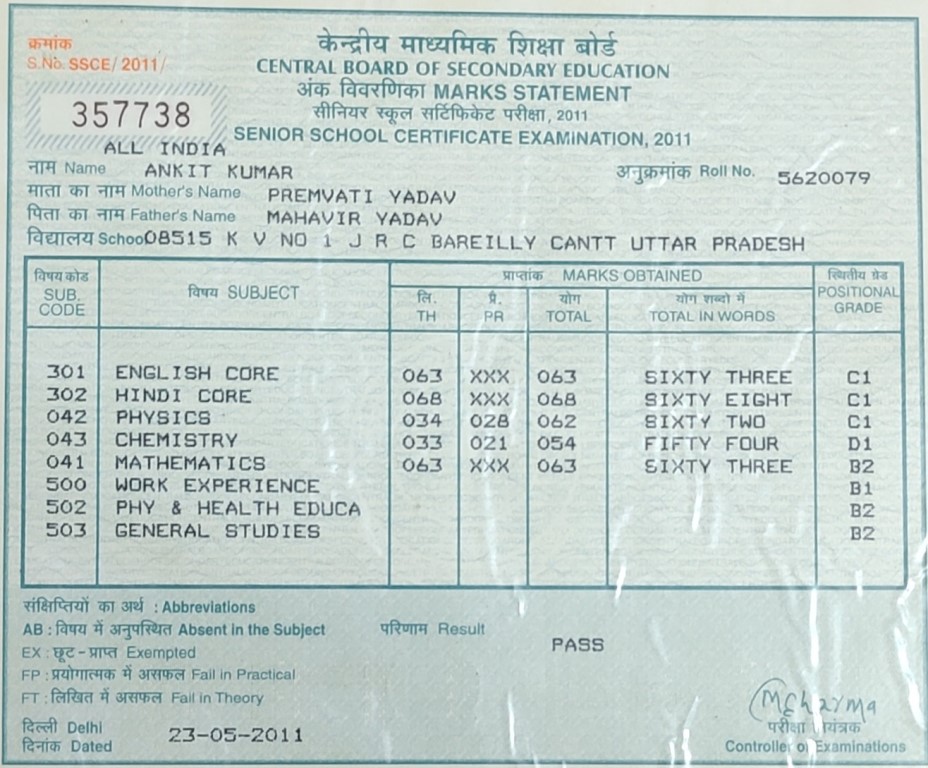 क्रमांक
S.No. SSCE/2011/
357738
केन्द्रीय माध्यमिक शिक्षा बोर्ड
CENTRAL BOARD OF SECONDARY EDUCATION
अंक विवरणिका MARKS STATEMENT
सीनियर स्कूल सर्टिफिकेट परीक्षा, 2011
SENIOR SCHOOL CERTIFICATE EXAMINATION, 2011
ALL INDIA
नाम Name ANKIT KUMAR अनुक्रमांक Roll No. 5620079
माता का नाम Mother's Name PREMVATI YADAV
पिता का नाम Father's Name MAHAVIR YADAV
विद्यालय School 08515 K V NO 1 J R C BAREILLY CANTT UTTAR PRADESH
विषय कोड SUB. CODE विषय SUBJECT प्राप्तांक MARKS OBTAINED स्थितीय ग्रेड POSITIONAL GRADE
लि. TH प्रै. PR योग TOTAL योग शब्दो में TOTAL IN WORDS
301 ENGLISH CORE 063 XXX 063 SIXTY THREE C1
302 HINDI CORE 068 XXX 068 SIXTY EIGHT C1
042 PHYSICS 034 028 062 SIXTY TWO C1
043 CHEMISTRY 033 021 054 FIFTY FOUR D1
041 MATHEMATICS 063 XXX 063 SIXTY THREE B2
500 WORK EXPERIENCE B1
502 PHY & HEALTH EDUCA B2
503 GENERAL STUDIES B2
संक्षिप्तियों का अर्थ : Abbreviations
AB : विषय में अनुपस्थित Absent in the Subject परिणाम Result PASS
EX : छूट - प्राप्त Exempted
FP : प्रयोगात्मक में असफल Fail in Practical
FT : लिखित में असफल Fail in Theory
दिल्ली Delhi
दिनांक Dated 23-05-2011
परीक्षा नियंत्रक
Controller of Examinations